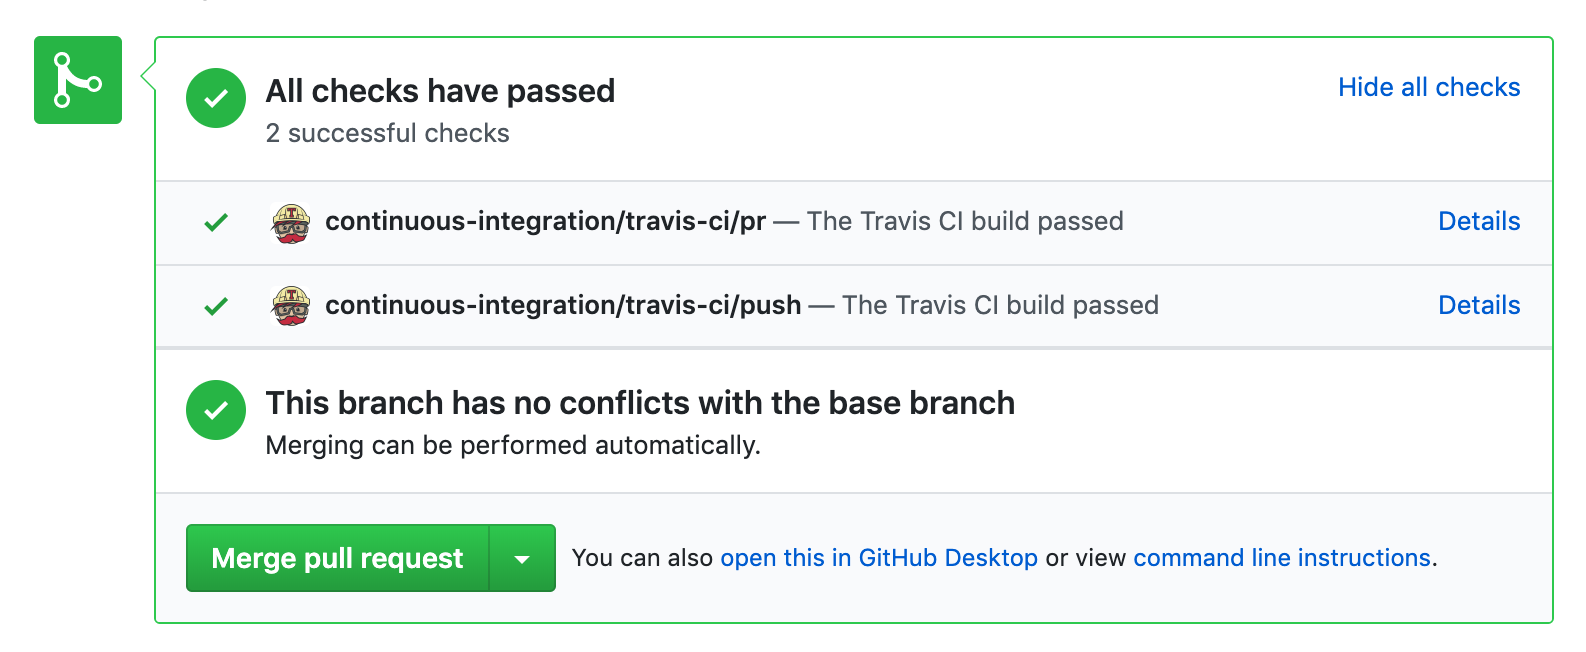 All checks have passed
Hide all checks
2 successful checks
continuous-integration/travis-ci/pr — The Travis CI build passed
Details
continuous-integration/travis-ci/push — The Travis CI build passed
Details
This branch has no conflicts with the base branch
Merging can be performed automatically.
Merge pull request
You can also open this in GitHub Desktop or view command line instructions.